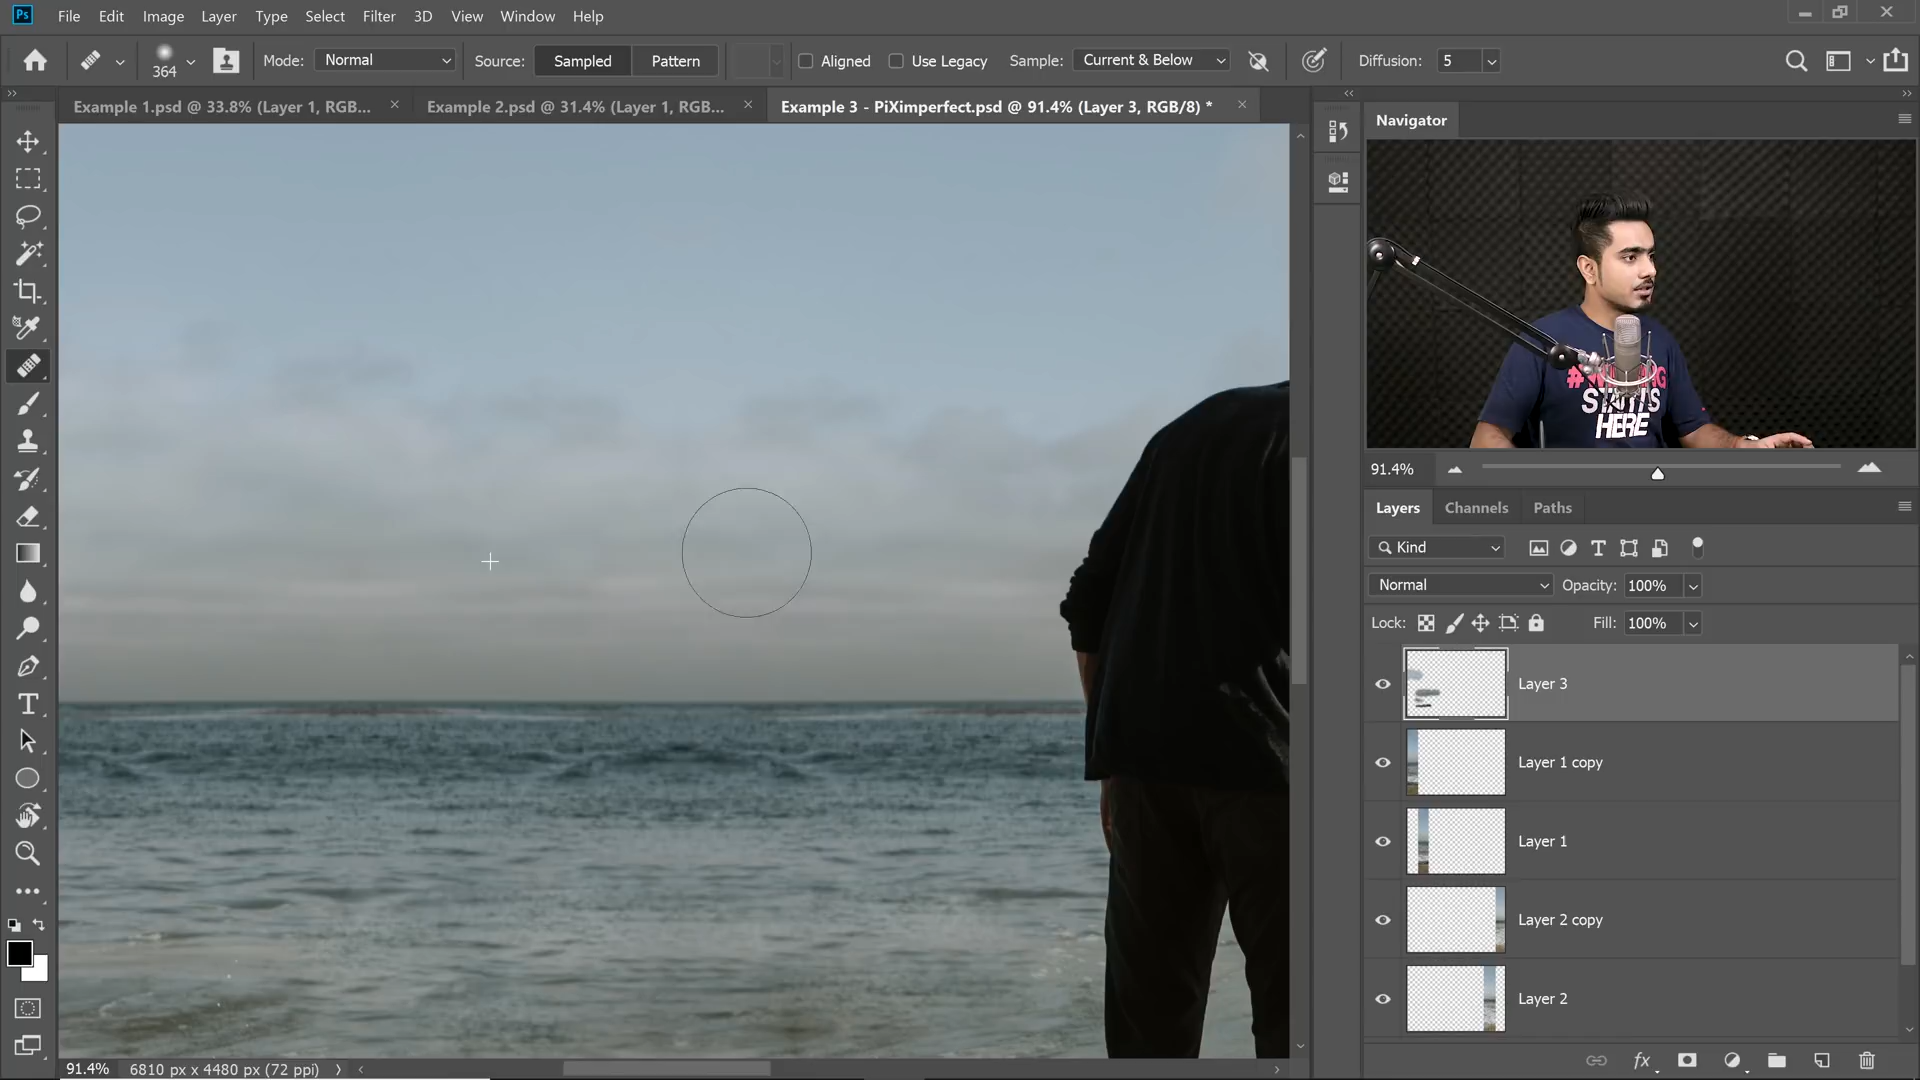 Ps File Edit Image Layer Type Select Filter 3D View Window Help
364 Mode: Normal Source: Sampled Pattern Aligned Use Legacy Sample: Current & Below Diffusion: 5
Example 1.psd @ 33.8% (Layer 1, RGB... Example 2.psd @ 31.4% (Layer 1, RGB... Example 3 - PiXimperfect.psd @ 91.4% (Layer 3, RGB/8) *
Navigator
STARTS
HERE
91.4%
Layers Channels Paths
Kind
Normal Opacity: 100%
Lock: Fill: 100%
Layer 3
Layer 1 copy
Layer 1
Layer 2 copy
Layer 2
91.4% 6810 px x 4480 px (72 ppi)